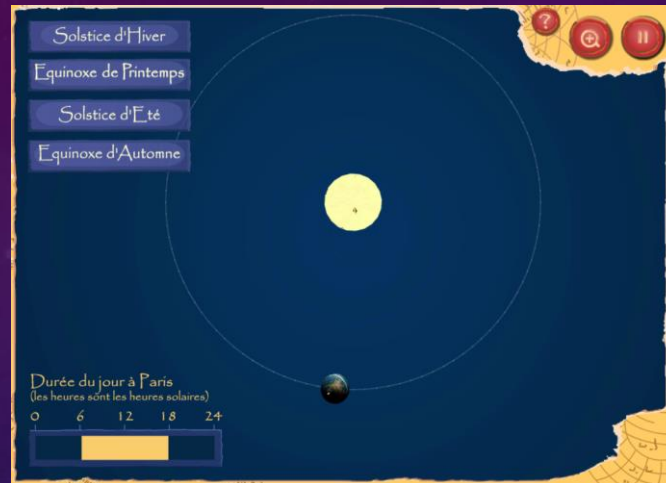 Solstice d'Hiver
Equinoxe de Printemps
Solstice d'Eté
Equinoxe d'Automne
?
Durée du jour à Paris
(les heures sônt les heures solaires)
0 6 12 18 24